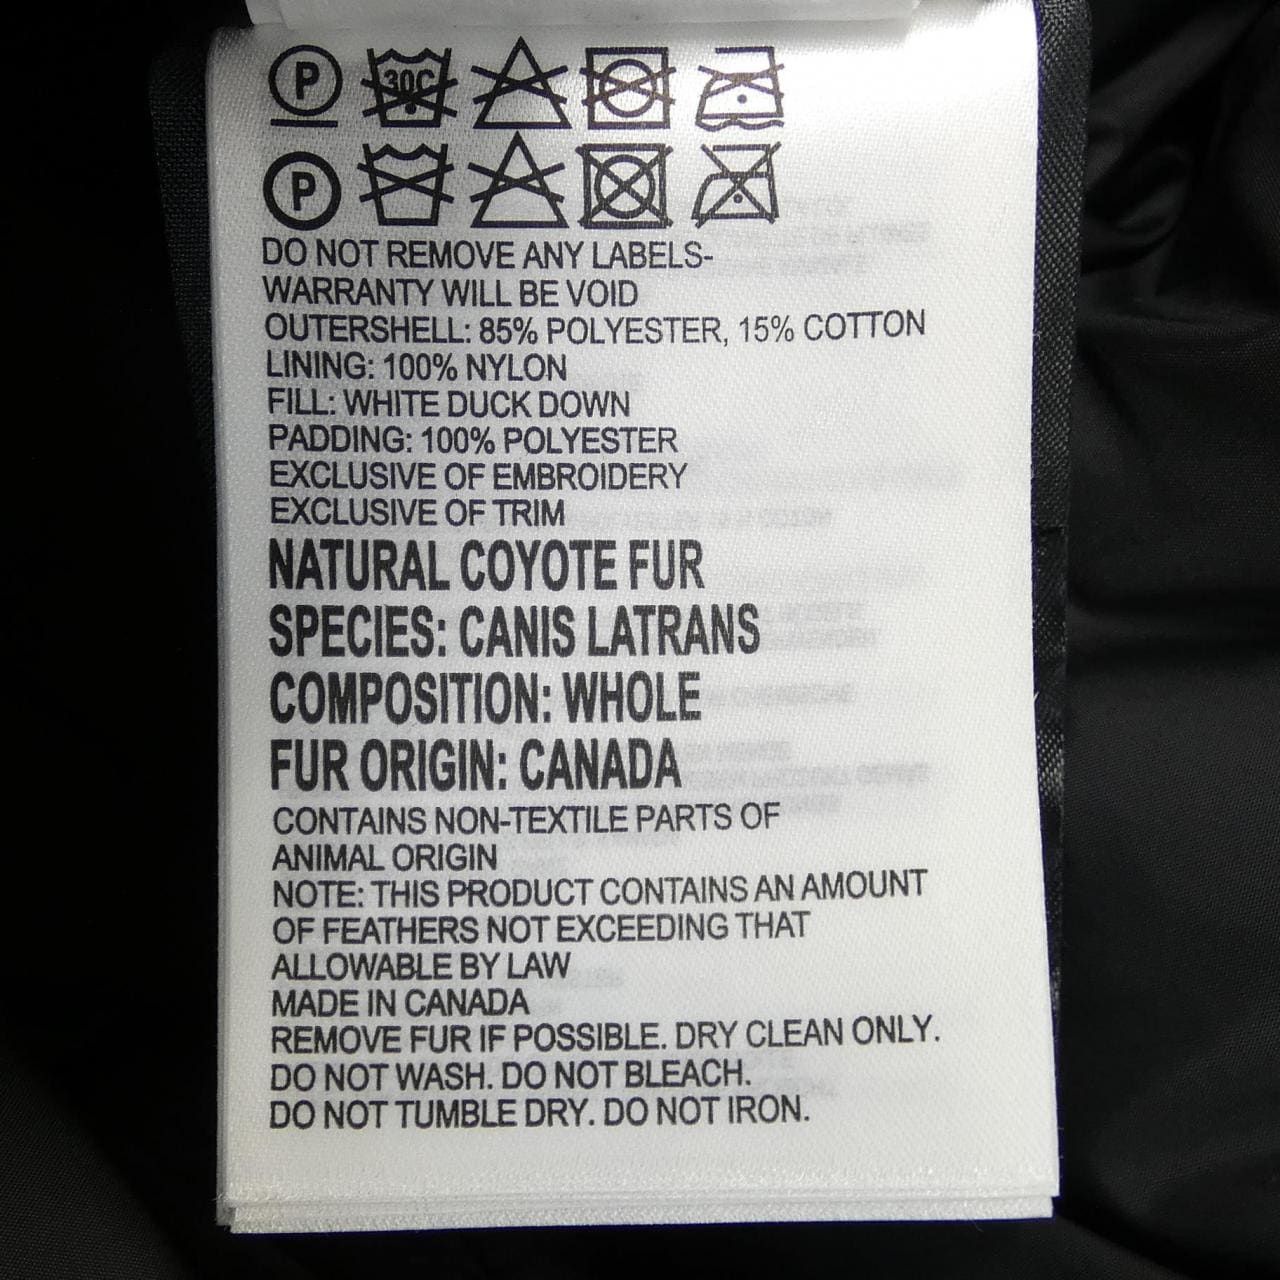 P 30C
P
DO NOT REMOVE ANY LABELS-
WARRANTY WILL BE VOID
OUTERSHELL: 85% POLYESTER, 15% COTTON
LINING: 100% NYLON
FILL: WHITE DUCK DOWN
PADDING: 100% POLYESTER
EXCLUSIVE OF EMBROIDERY
EXCLUSIVE OF TRIM
NATURAL COYOTE FUR
SPECIES: CANIS LATRANS
COMPOSITION: WHOLE
FUR ORIGIN: CANADA
CONTAINS NON-TEXTILE PARTS OF
ANIMAL ORIGIN
NOTE: THIS PRODUCT CONTAINS AN AMOUNT
OF FEATHERS NOT EXCEEDING THAT
ALLOWABLE BY LAW
MADE IN CANADA
REMOVE FUR IF POSSIBLE. DRY CLEAN ONLY.
DO NOT WASH. DO NOT BLEACH.
DO NOT TUMBLE DRY. DO NOT IRON.